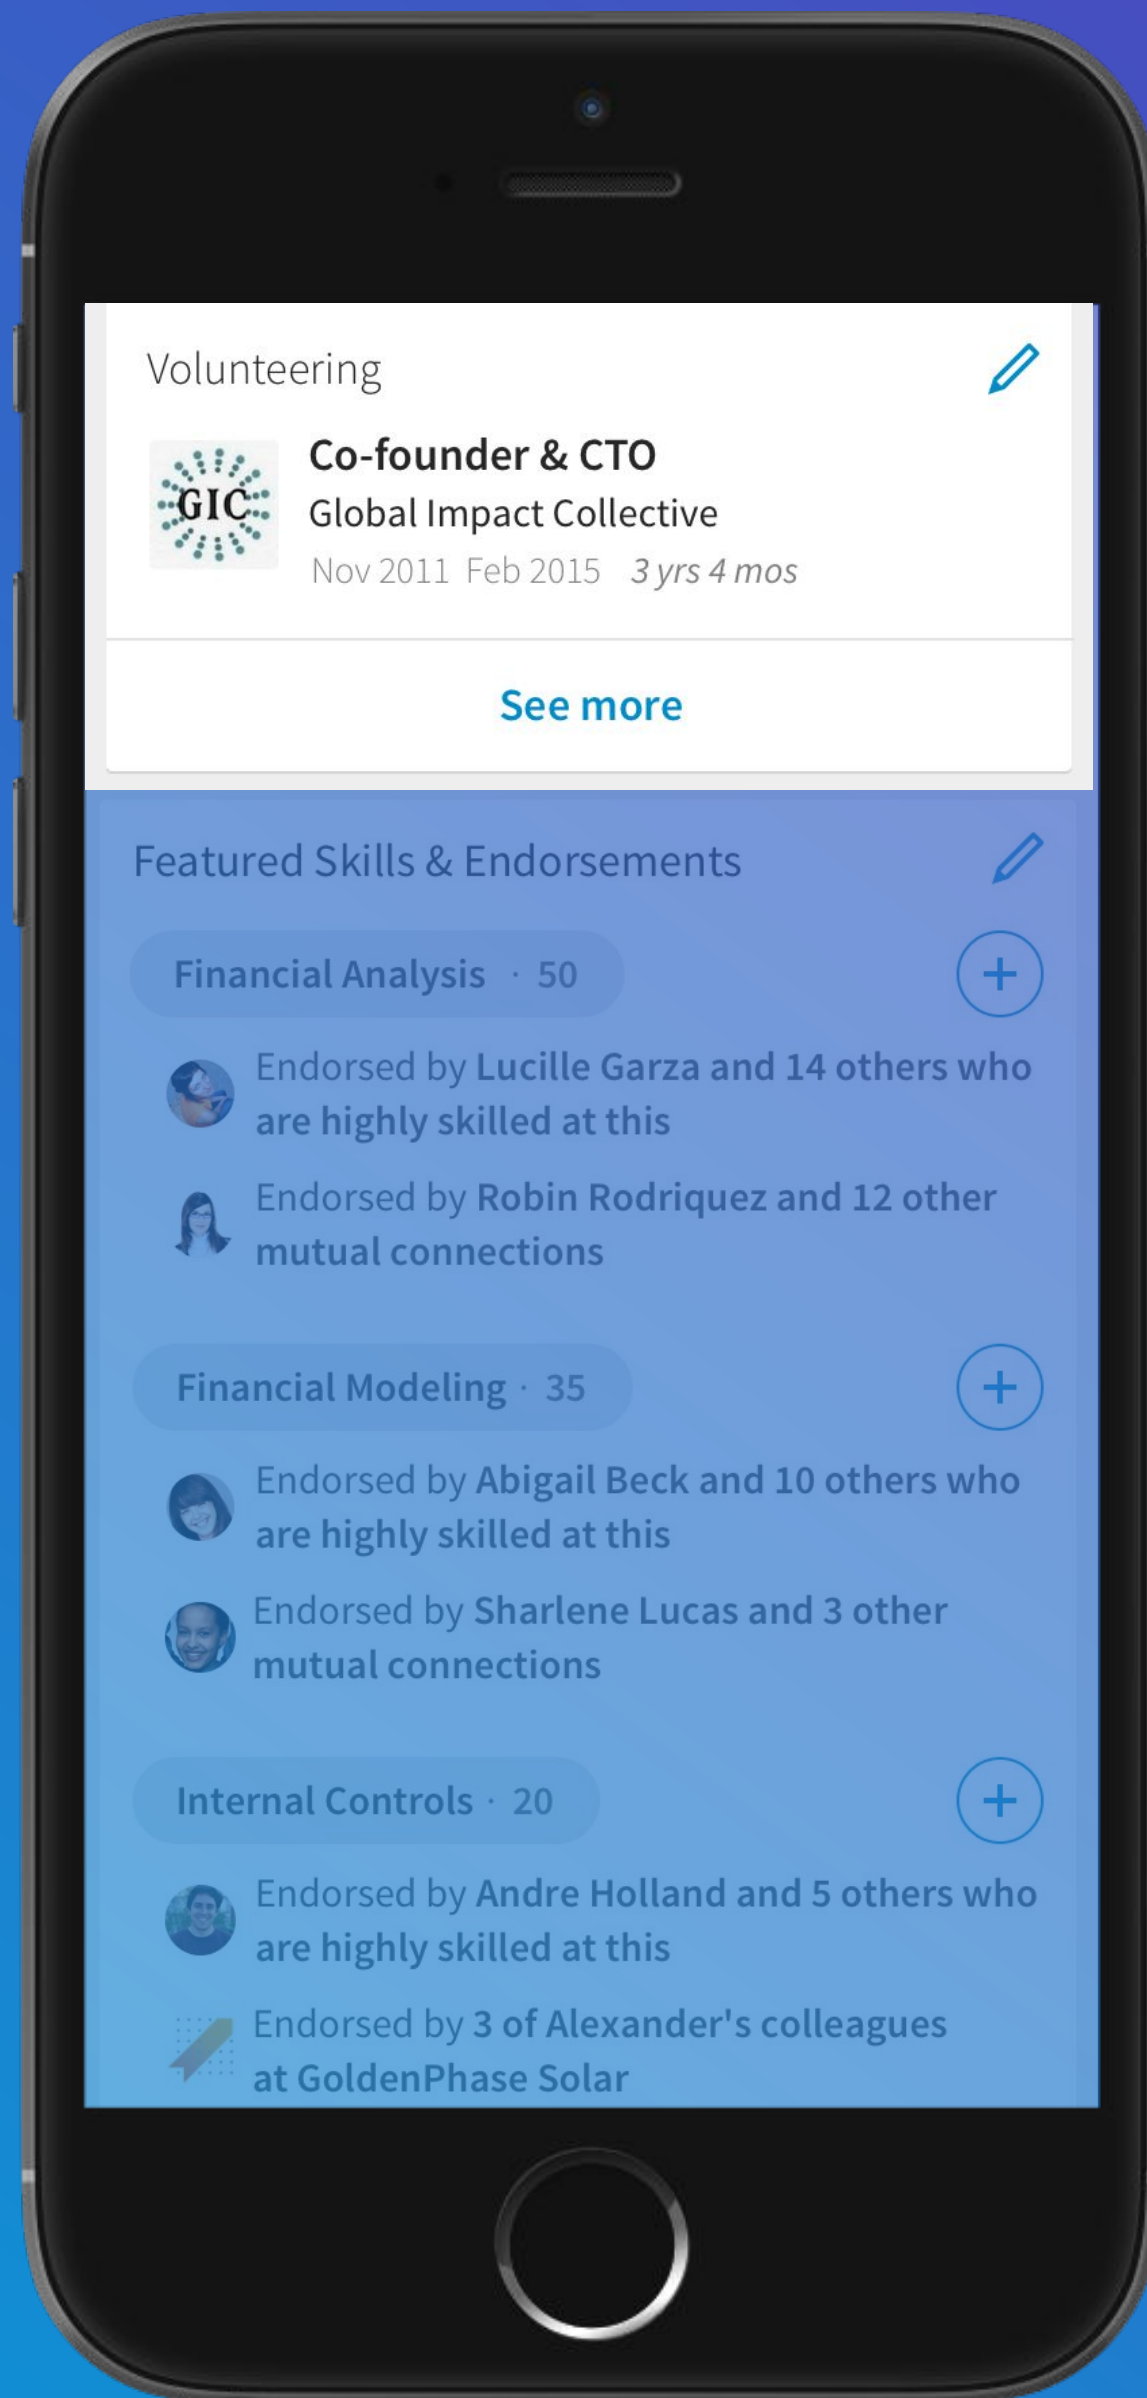 Volunteering
GIC
Co-founder & CTO
Global Impact Collective
Nov 2011 Feb 2015 3 yrs 4 mos
See more
Featured Skills & Endorsements
Financial Analysis · 50
Endorsed by Lucille Garza and 14 others who
are highly skilled at this
Endorsed by Robin Rodriquez and 12 other
mutual connections
Financial Modeling · 35
Endorsed by Abigail Beck and 10 others who
are highly skilled at this
Endorsed by Sharlene Lucas and 3 other
mutual connections
Internal Controls · 20
Endorsed by Andre Holland and 5 others who
are highly skilled at this
Endorsed by 3 of Alexander's colleagues
at GoldenPhase Solar